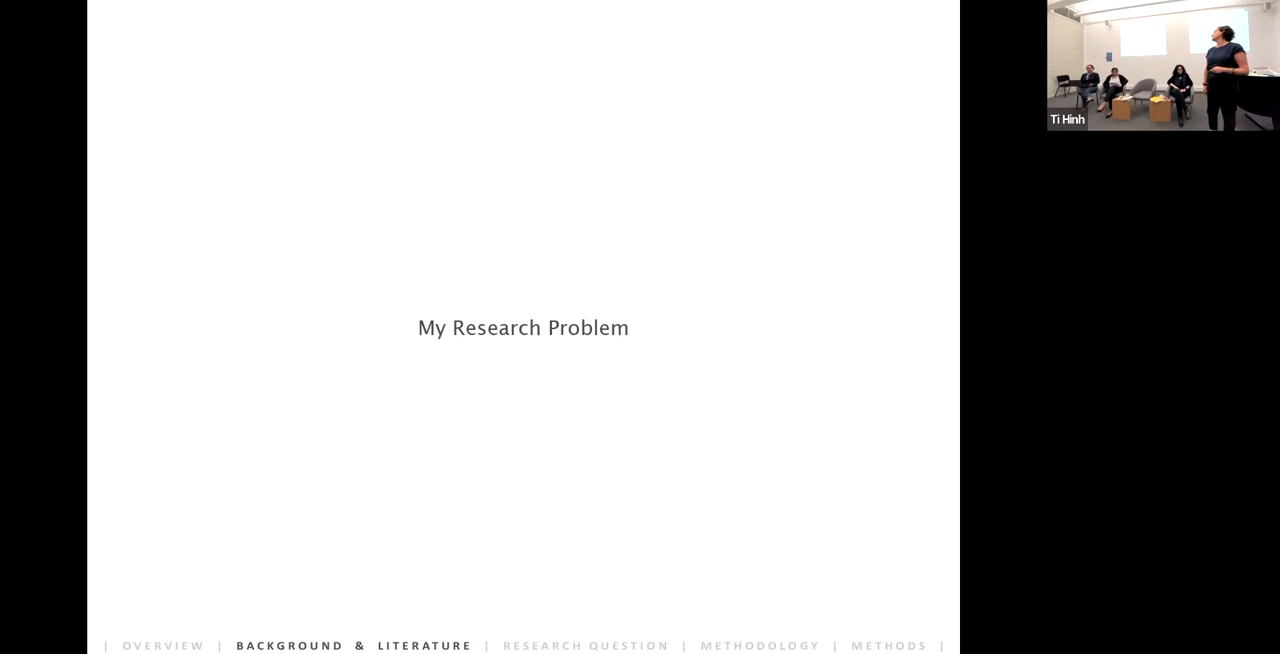 Ti Hinh
My Research Problem
| OVERVIEW | BACKGROUND & LITERATURE | RESEARCH QUESTION | METHODOLOGY | METHODS |